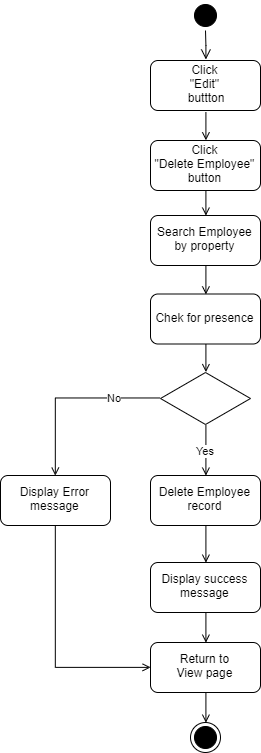 Click
"Edit"
buttton
Click
"Delete Employee"
button
Search Employee
by property
Chek for presence
No
Yes
Display Error
message
Delete Employee
record
Display success
message
Return to
View page